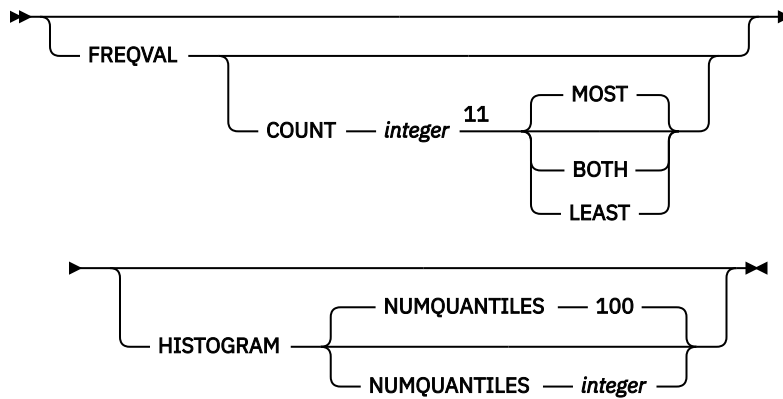 FREQVAL
COUNT integer 11 MOST
BOTH
LEAST
HISTOGRAM NUMQUANTILES 100
NUMQUANTILES integer